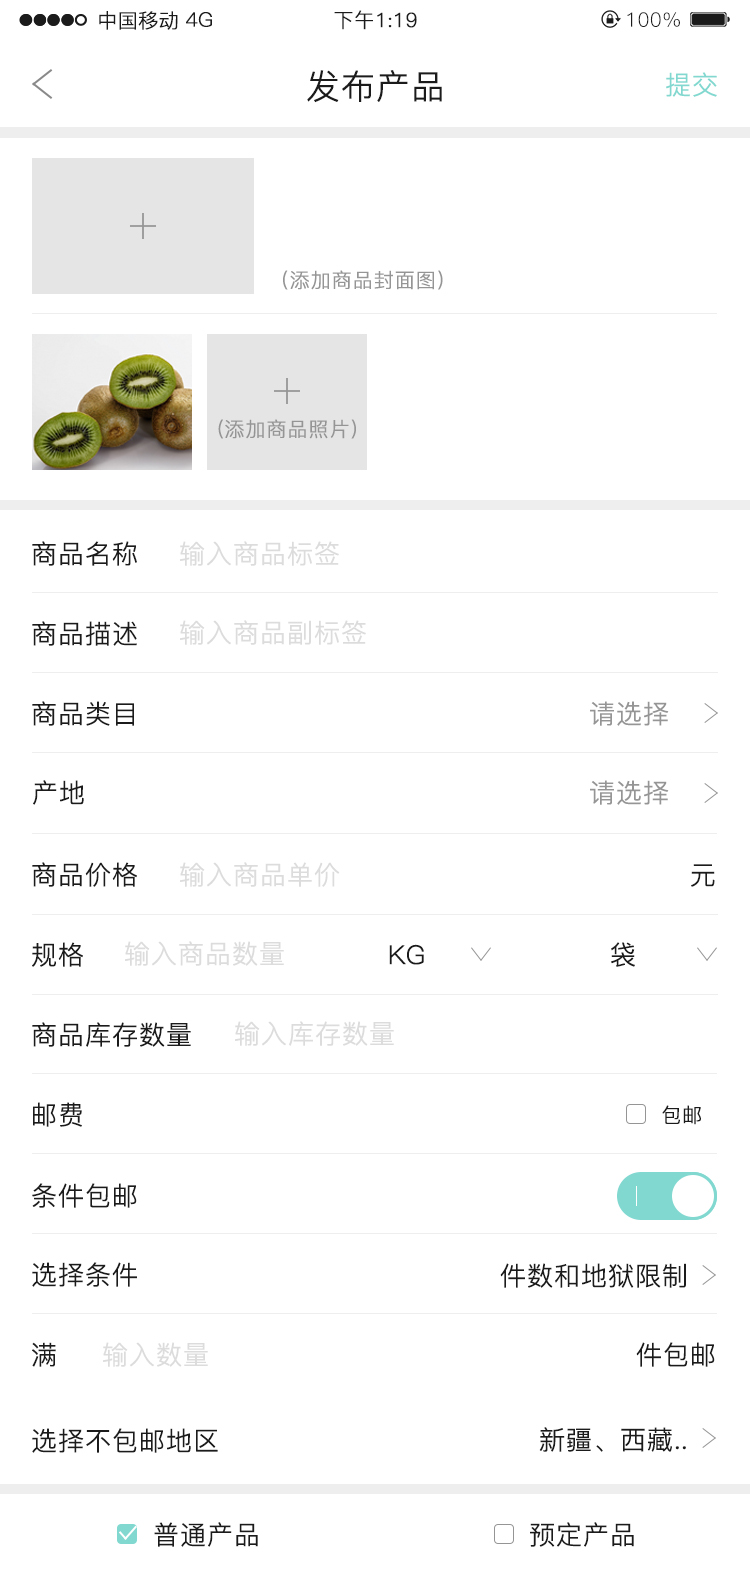 中国移动 4G 下午1:19 100%
发布产品 提交
(添加商品封面图)
(添加商品照片)
商品名称 输入商品标签
商品描述 输入商品副标签
商品类目 请选择
产地 请选择
商品价格 输入商品单价 元
规格 输入商品数量 KG 袋
商品库存数量 输入库存数量
邮费 包邮
条件包邮
选择条件 件数和地狱限制
满 输入数量 件包邮
选择不包邮地区 新疆、西藏..
普通产品 预定产品